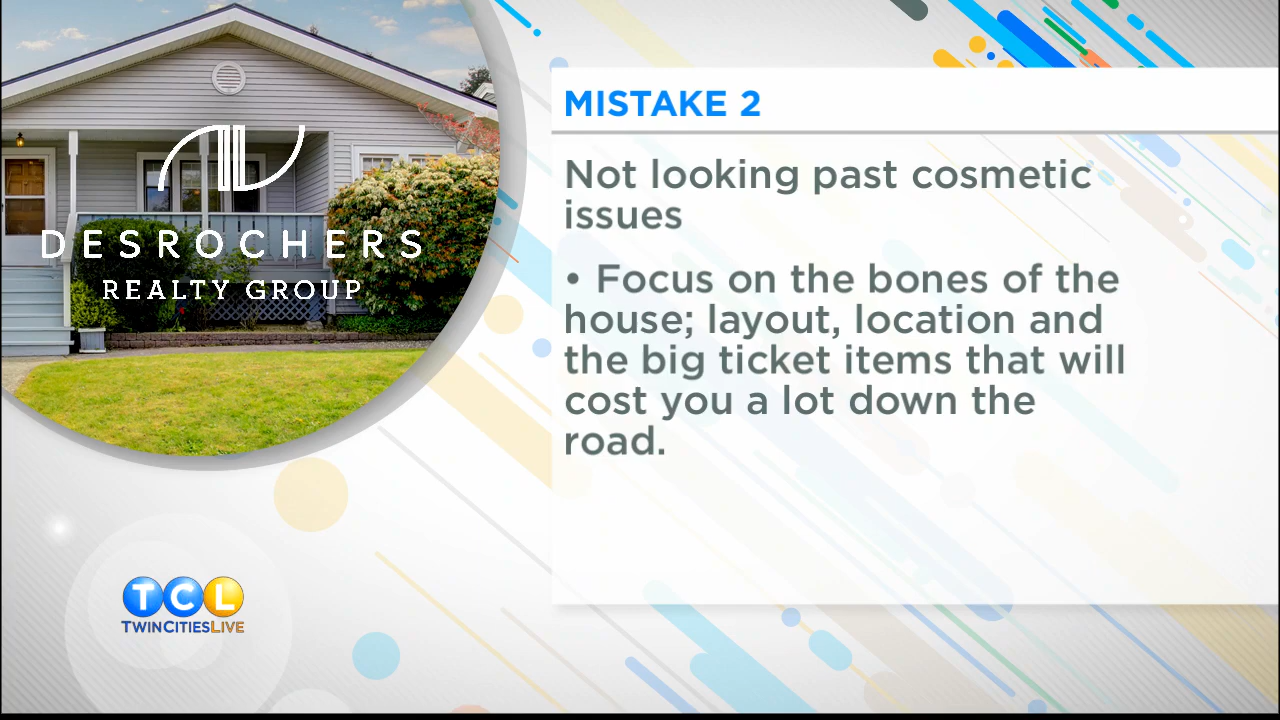 DESROCHERS
REALTY GROUP
MISTAKE 2
Not looking past cosmetic
issues
• Focus on the bones of the
house; layout, location and
the big ticket items that will
cost you a lot down the
road.
TCL
TWINCITIESLIVE